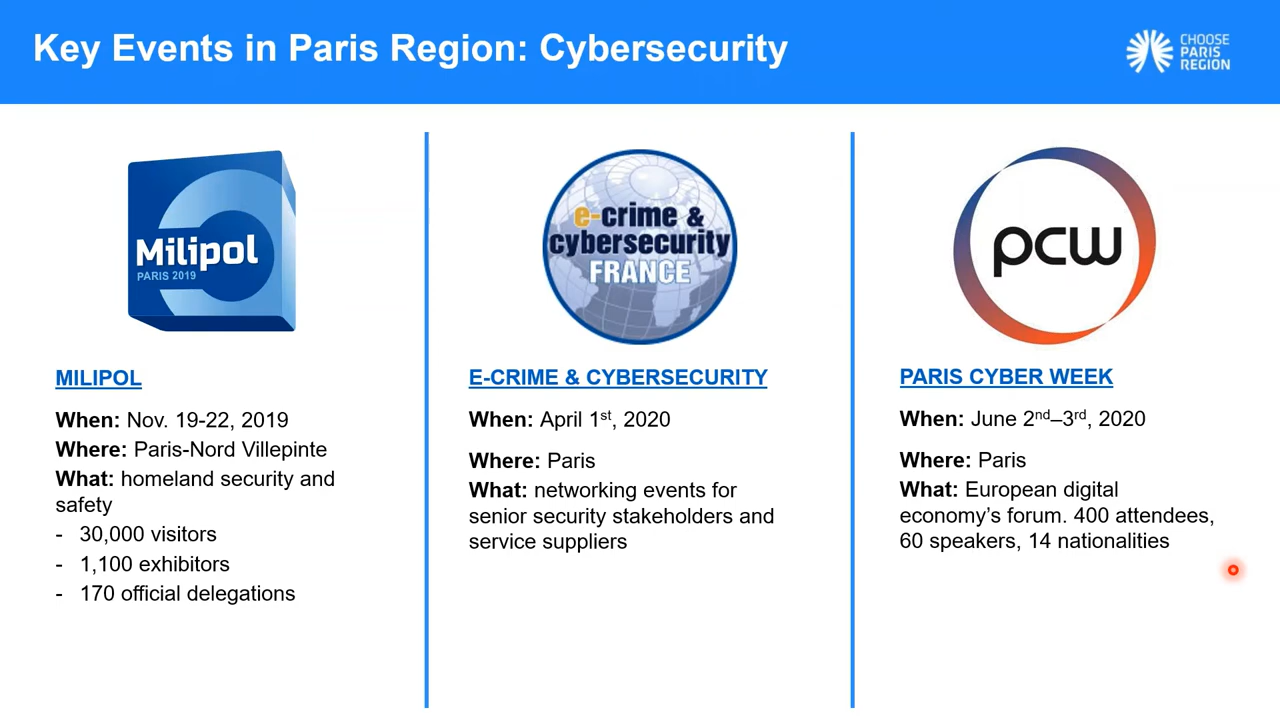 Key Events in Paris Region: Cybersecurity
CHOOSE
PARIS
REGION
Milipol
PARIS 2019
MILIPOL
When: Nov. 19-22, 2019
Where: Paris-Nord Villepinte
What: homeland security and
safety
- 30,000 visitors
- 1,100 exhibitors
- 170 official delegations
e-crime &
cybersecurity
FRANCE
E-CRIME & CYBERSECURITY
When: April 1st, 2020
Where: Paris
What: networking events for
senior security stakeholders and
service suppliers
pcw
PARIS CYBER WEEK
When: June 2nd–3rd, 2020
Where: Paris
What: European digital
economy’s forum. 400 attendees,
60 speakers, 14 nationalities